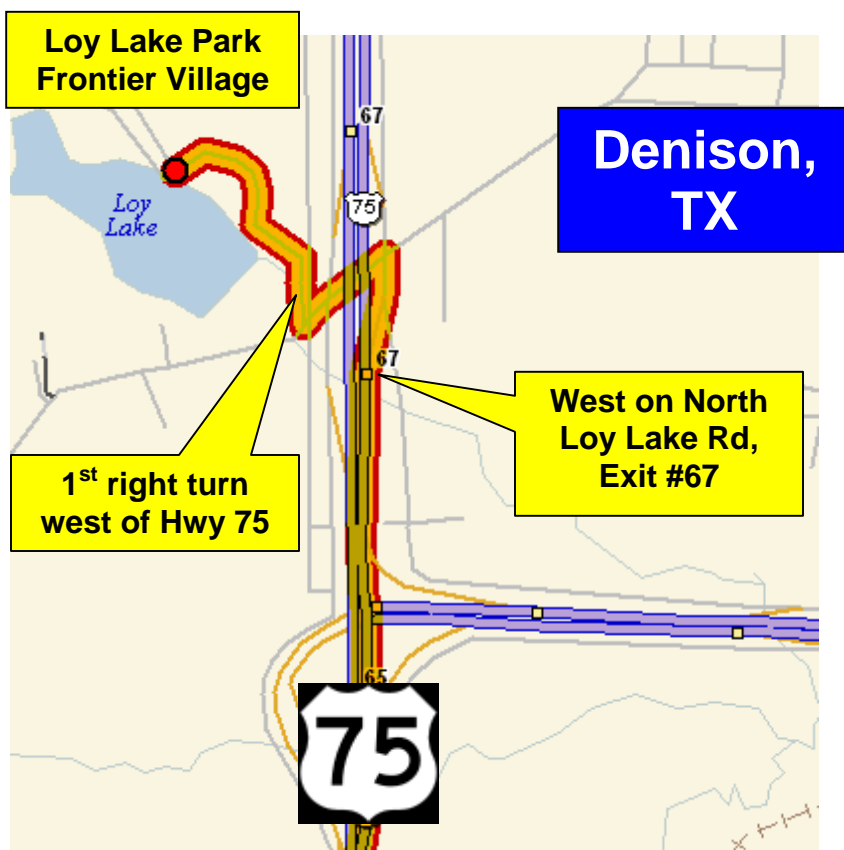 Loy Lake Park
Frontier Village
67
Denison,
TX
75
Loy
Lake
67
West on North
Loy Lake Rd,
Exit #67
1st right turn
west of Hwy 75
65
75